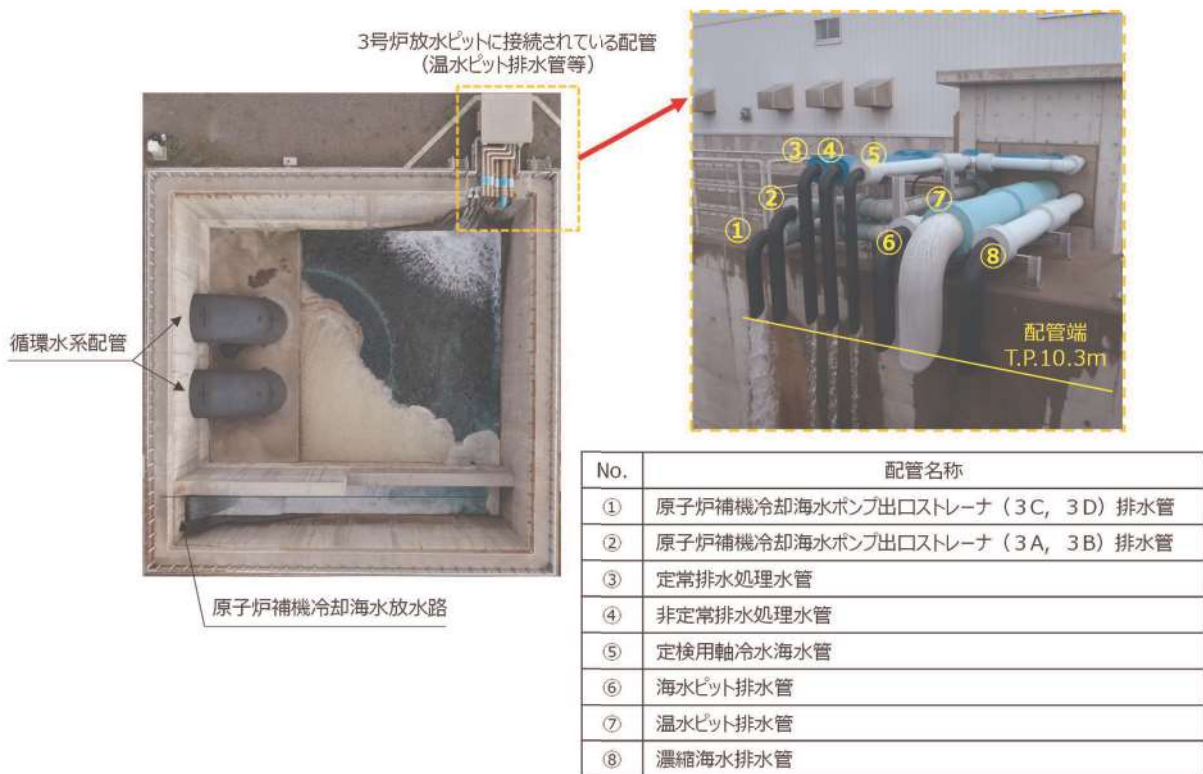 3号炉放水ピットに接続されている配管
（温水ピット排水管等）
③ ④ ⑤
② ⑦
① ⑥ ⑧
配管端
T.P.10.3m
循環水系配管
原子炉補機冷却海水放水路
No. 配管名称
① 原子炉補機冷却海水ポンプ出口ストレーナ（3C，3D）排水管
② 原子炉補機冷却海水ポンプ出口ストレーナ（3A，3B）排水管
③ 定常排水処理水管
④ 非定常排水処理水管
⑤ 定検用軸冷水海水管
⑥ 海水ピット排水管
⑦ 温水ピット排水管
⑧ 濃縮海水排水管